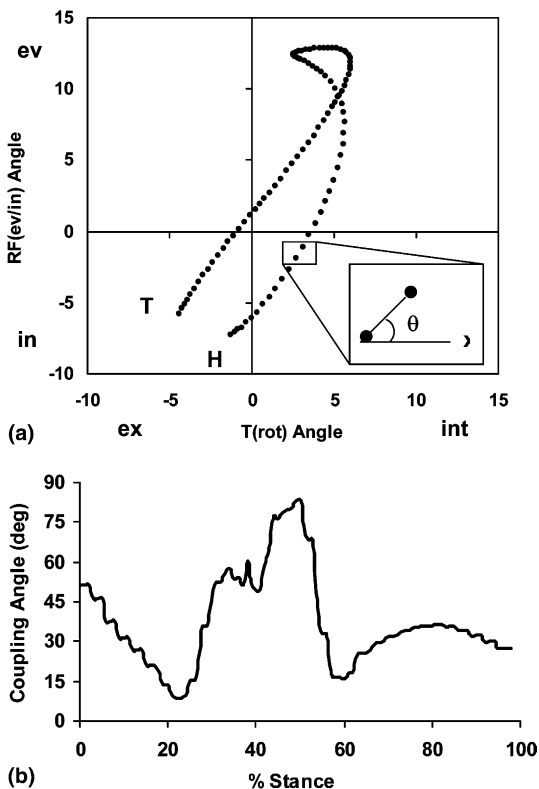 15
ev
10
5
0
-5
-10
RF(ev/in) Angle
T
in
H
θ
-10 -5 0 5 10 15
(a) ex T(rot) Angle int
90
75
60
45
30
15
0
Coupling Angle (deg)
0 20 40 60 80 100
(b) % Stance